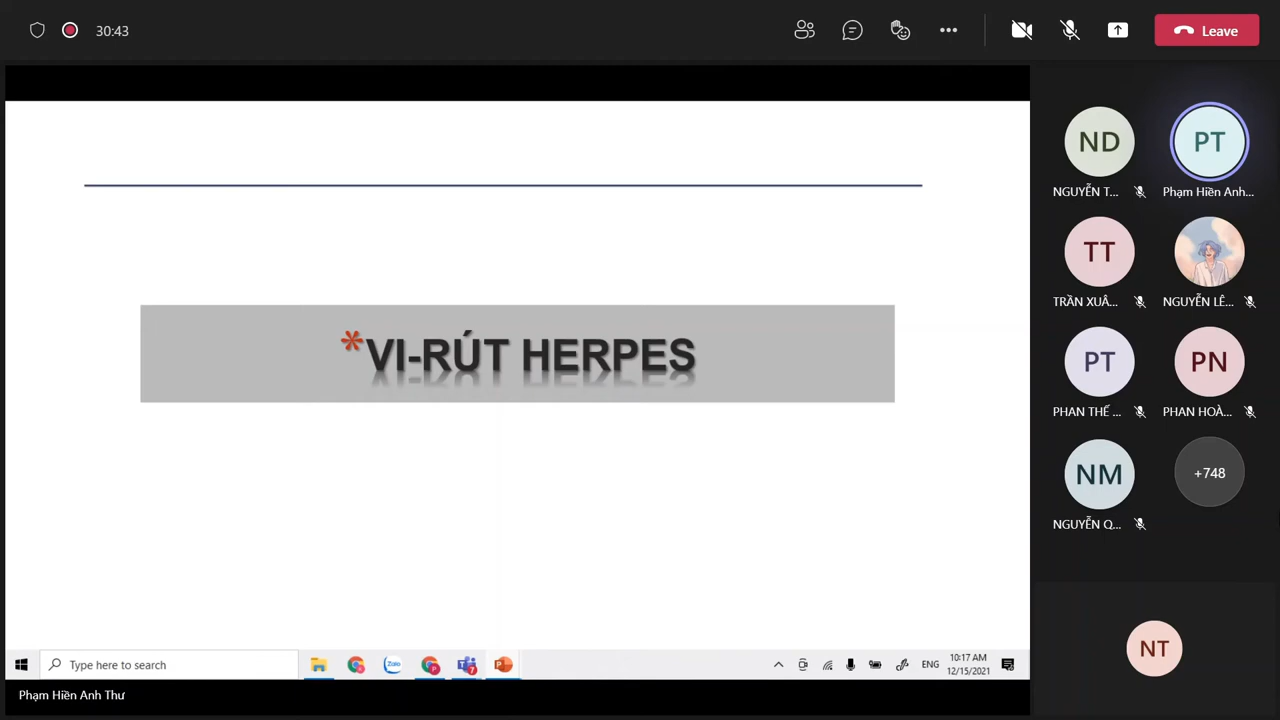 30:43
Leave
*VI-RÚT HERPES
ND
NGUYỄN T...
PT
Phạm Hiền Anh...
TT
TRẦN XUÂ...
NGUYỄN LÊ...
PT
PHAN THẾ ...
PN
PHAN HOÀ...
NM
NGUYỄN Q...
+748
NT
Type here to search
Zalo
ENG
10:17 AM
12/15/2021
Phạm Hiền Anh Thư